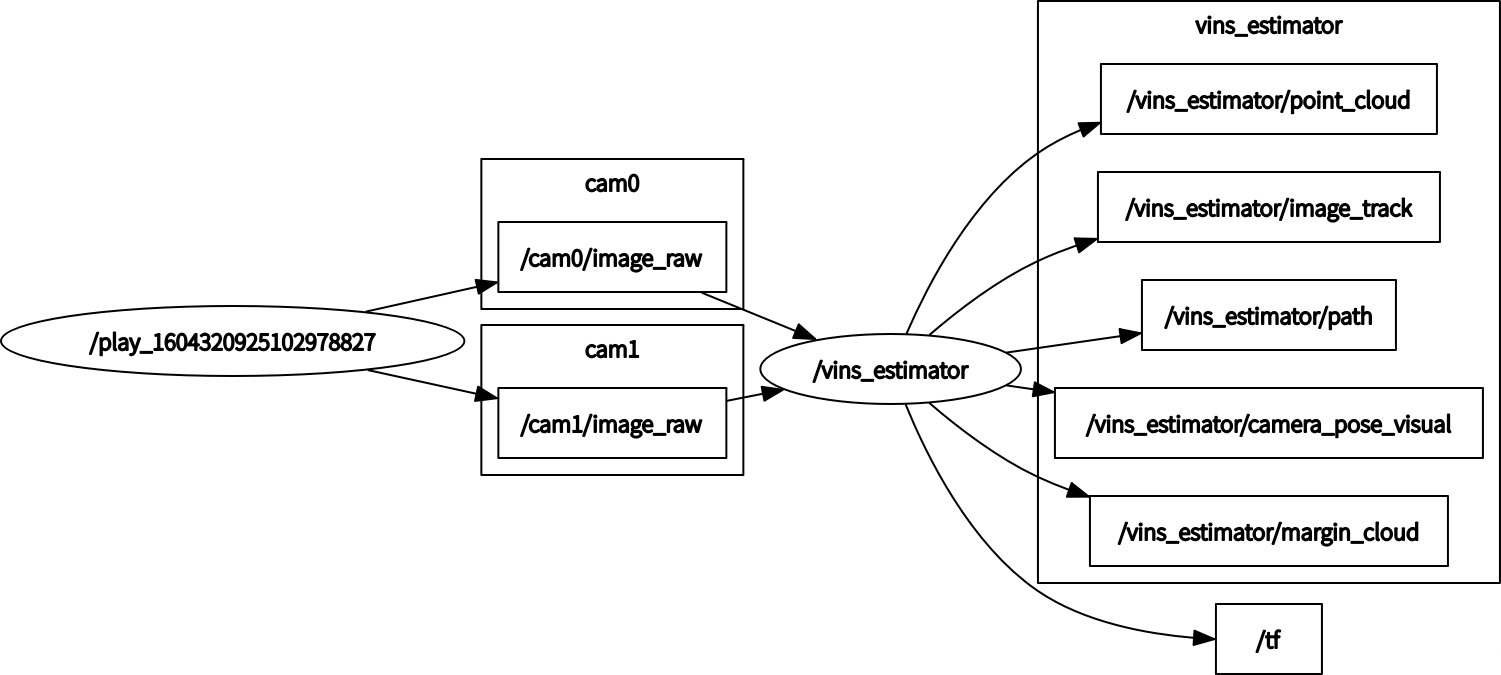 vins_estimator
/vins_estimator/point_cloud
cam0
/vins_estimator/image_track
/cam0/image_raw
/vins_estimator/path
/play_1604320925102978827
cam1
/vins_estimator
/cam1/image_raw
/vins_estimator/camera_pose_visual
/vins_estimator/margin_cloud
/tf